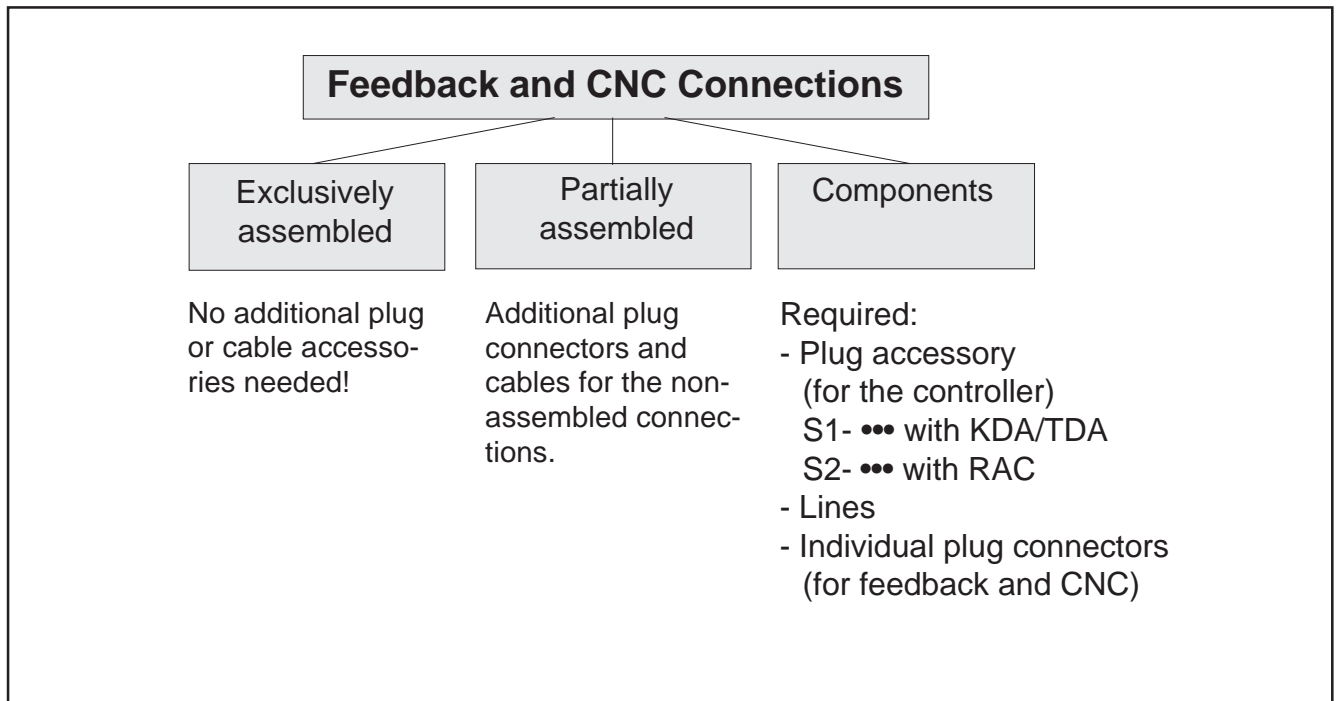 Feedback and CNC Connections
Exclusively
assembled
Partially
assembled
Components
No additional plug
or cable accesso-
ries needed!
Additional plug
connectors and
cables for the non-
assembled connec-
tions.
Required:
- Plug accessory
(for the controller)
S1- ••• with KDA/TDA
S2- ••• with RAC
- Lines
- Individual plug connectors
(for feedback and CNC)